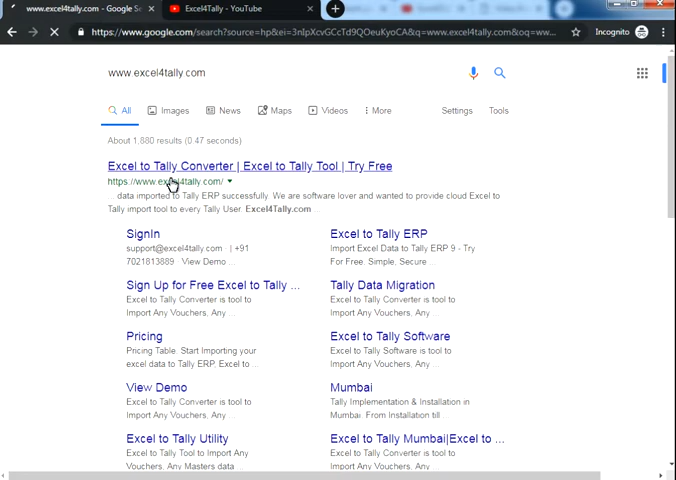 www.excel4tally.com - Google Se
Excel4Tally - YouTube
https://www.google.com/search?source=hp&ei=3nIpXcvGCcTd9QOEuKyoCA&q=www.excel4tally.com&oq=ww...
Incognito
www.excel4tally com
All
Images
News
Maps
Videos
More
Settings
Tools
About 1,880 results (0.47 seconds)
Excel to Tally Converter | Excel to Tally Tool | Try Free
https://www.excel4tally.com/
... data imported to Tally ERP successfully. We are software lover and wanted to provide cloud Excel to
Tally import tool to every Tally User. Excel4Tally.com ...
SignIn
support@excel4tally.com · | +91
7021813889 · View Demo ...
Excel to Tally ERP
Import Excel Data to Tally ERP 9 - Try
For Free. Simple, Secure ...
Sign Up for Free Excel to Tally ...
Excel to Tally Converter is tool to
Import Any Vouchers, Any ...
Tally Data Migration
Excel to Tally Converter is tool to
Import Any Vouchers, Any ...
Pricing
Pricing Table. Start Importing your
excel data to Tally ERP, Excel to ...
Excel to Tally Software
Excel to Tally Software is tool to
Import Any Vouchers, Any ...
View Demo
Excel to Tally Converter is tool to
Import Any Vouchers, Any ...
Mumbai
Tally Implementation & Installation in
Mumbai. From Installation till ...
Excel to Tally Utility
Excel to Tally Tool to Import Any
Vouchers, Any Masters data ...
Excel to Tally Mumbai|Excel to ...
Excel to Tally Converter is tool to
Import Any Vouchers, Any ...